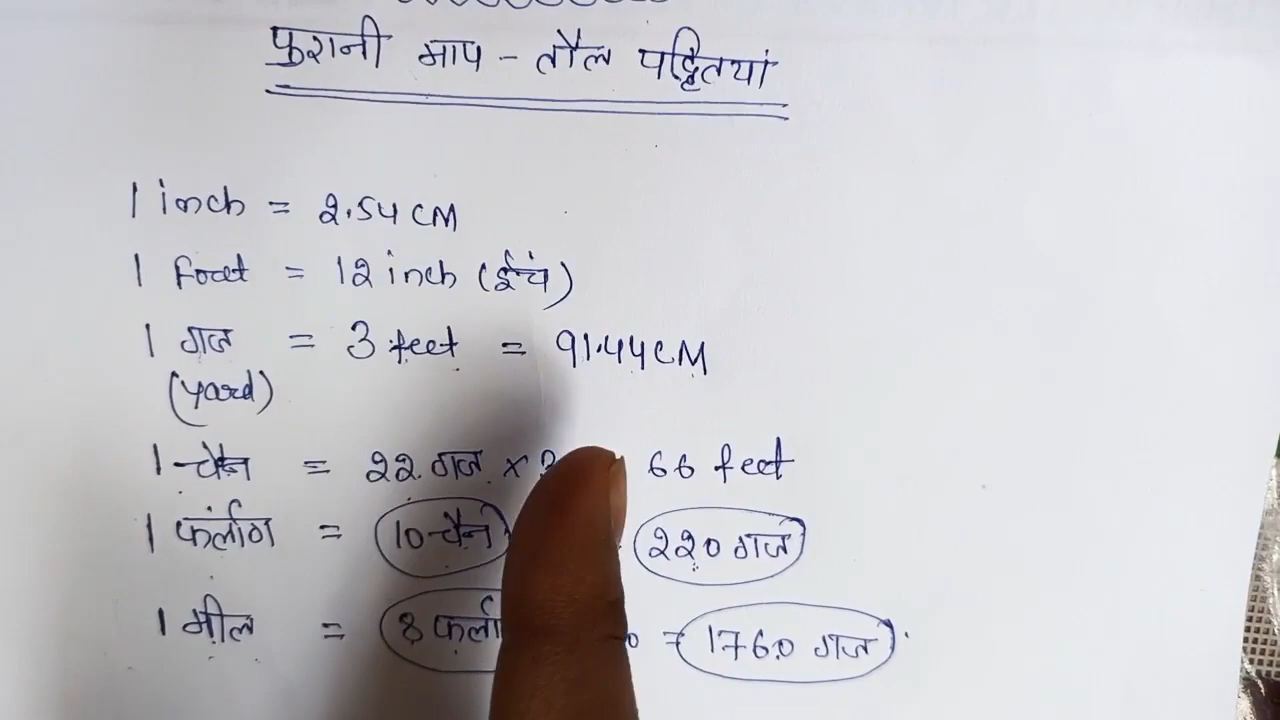 पुरानी माप - तौल पद्धितयां
1 inch = 2.54 CM
1 Foot = 12 inch (ईंच)
1 गज = 3 feet = 91.44 CM
(yard)
1 चैन = 22 गज × 66 feet
1 फर्लांग = 10 चैन 220 गज
1 मील = 8 = 1760 गज